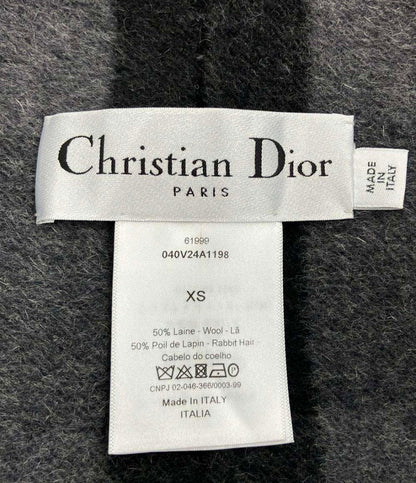 Christian Dior
PARIS
MADE
IN
ITALY
61999
040V24A1198
XS
50% Laine - Wool - Lã
50% Poil de Lapin - Rabbit Hair -
Cabelo do coelho
CNPJ 02-046-366/0003-99
Made In ITALY
ITALIA